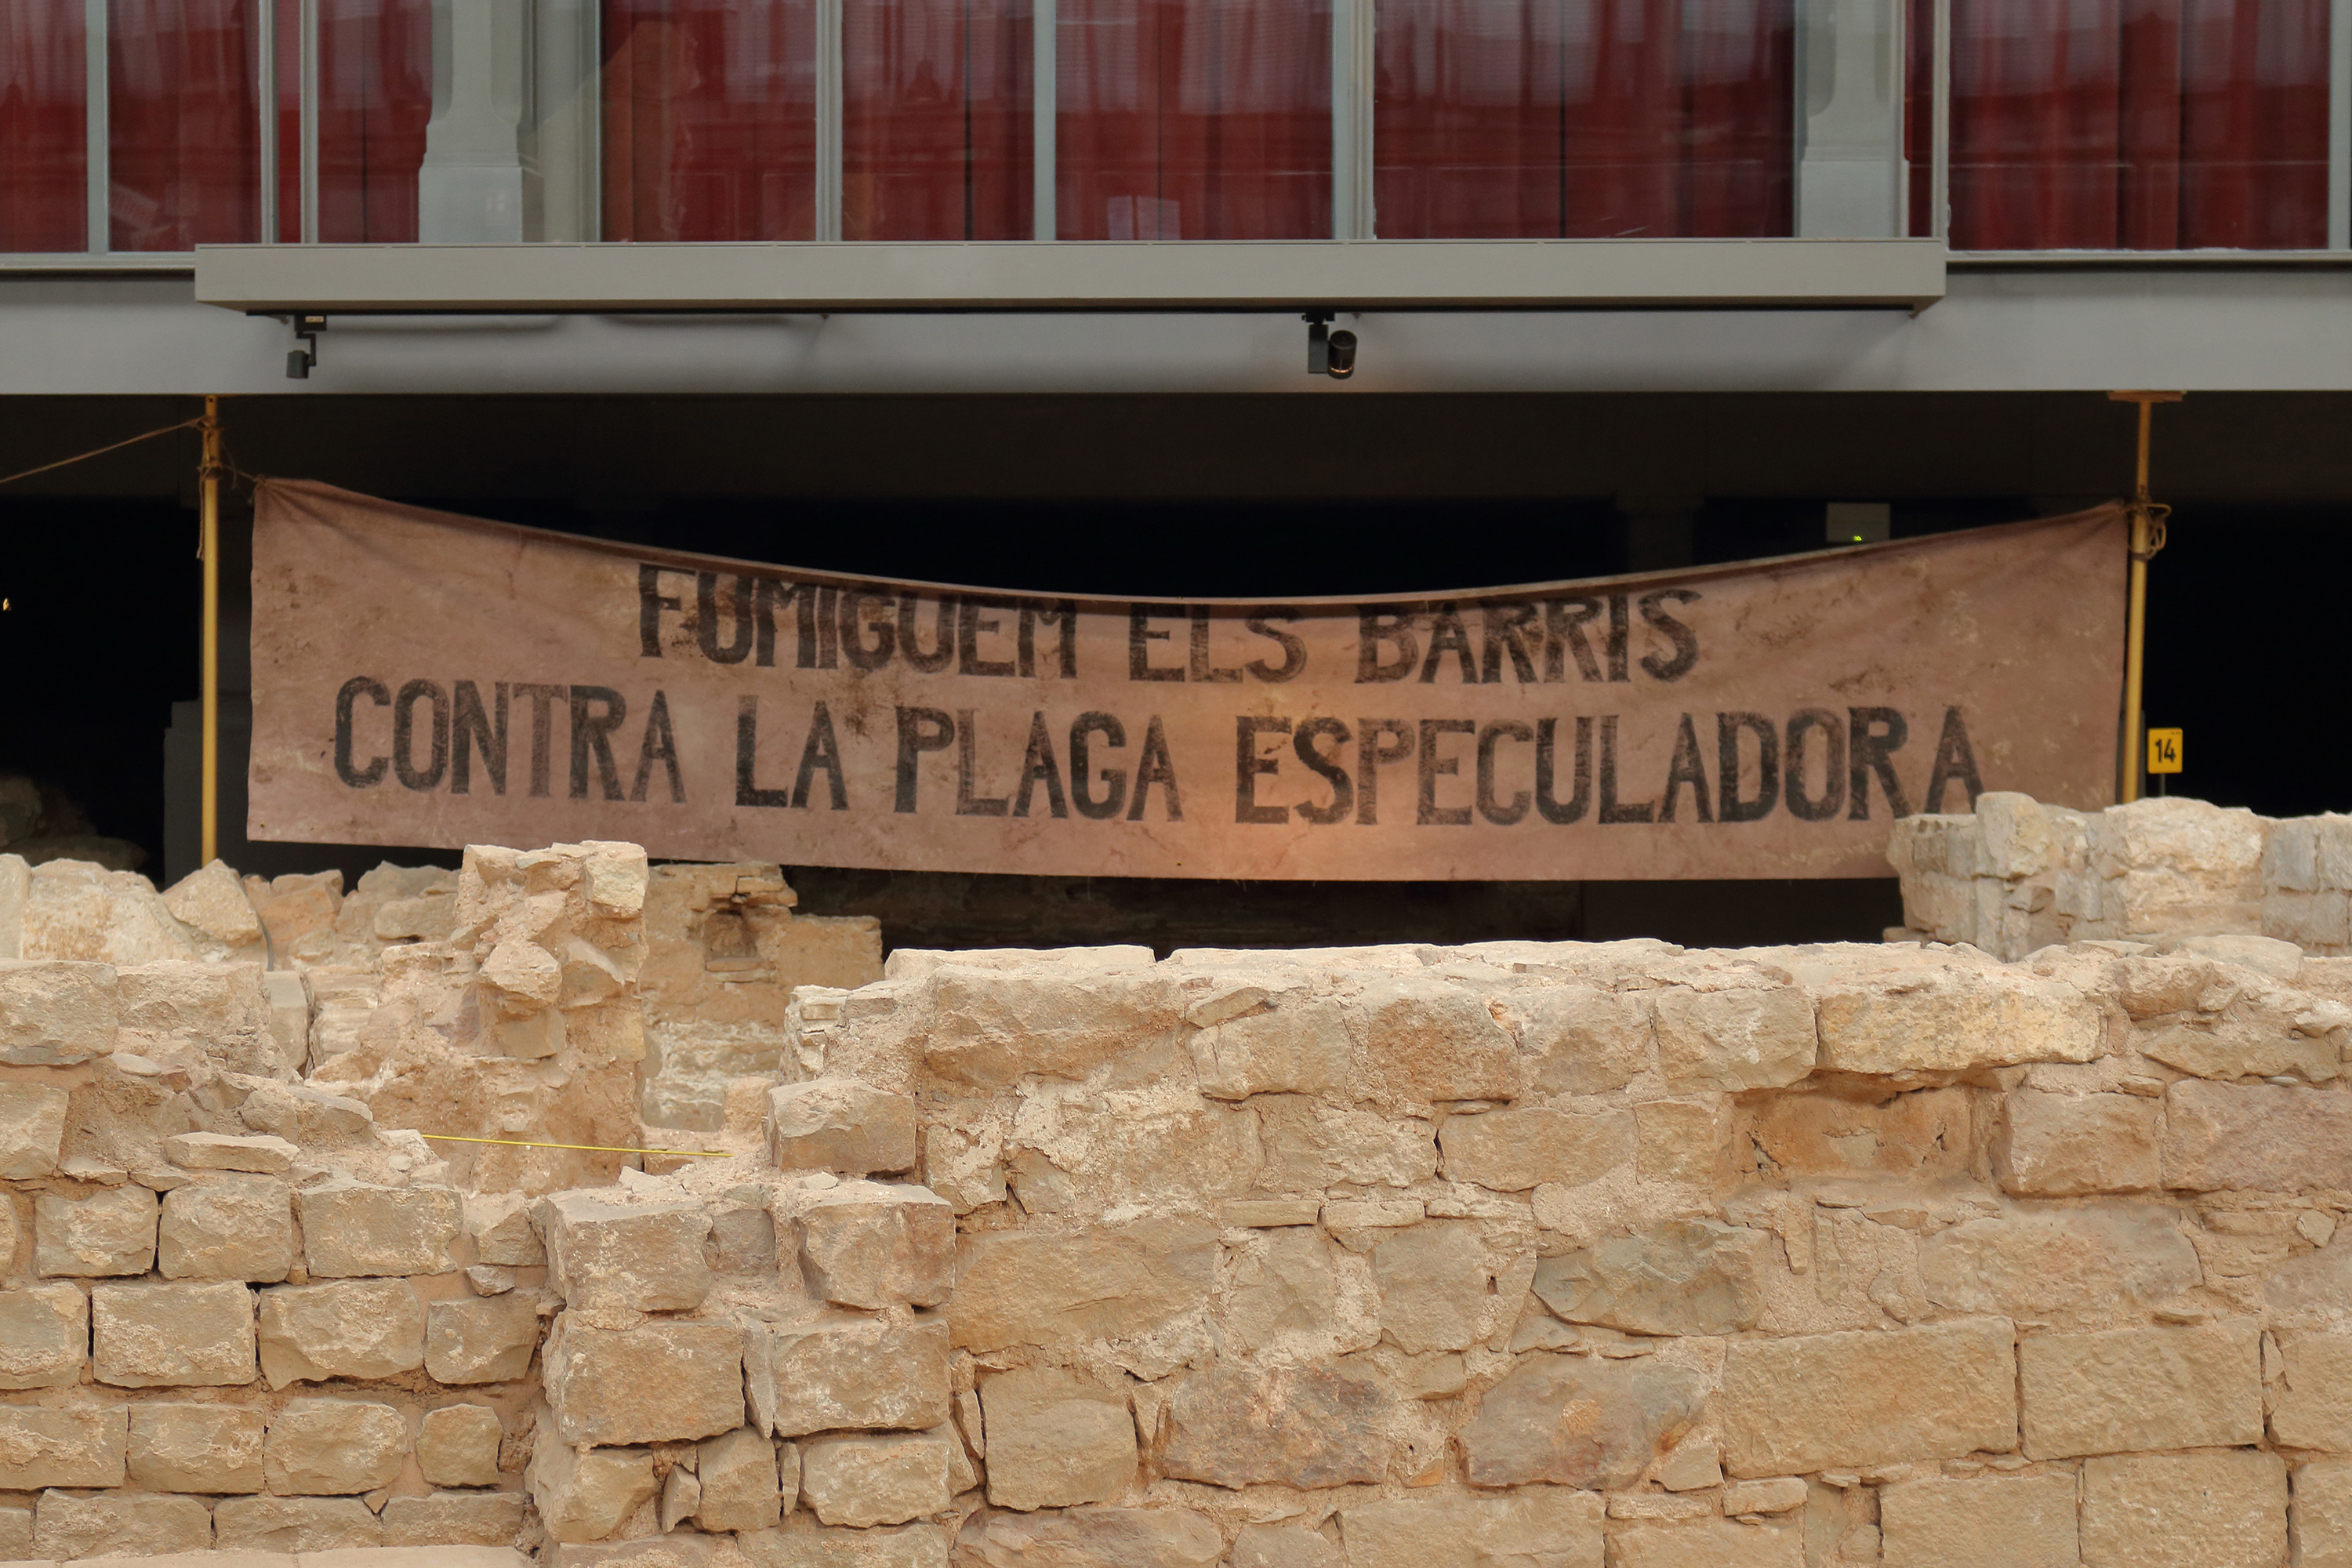 FUMIGUEM ELS BARRIS
CONTRA LA PLAGA ESPECULADORA
14